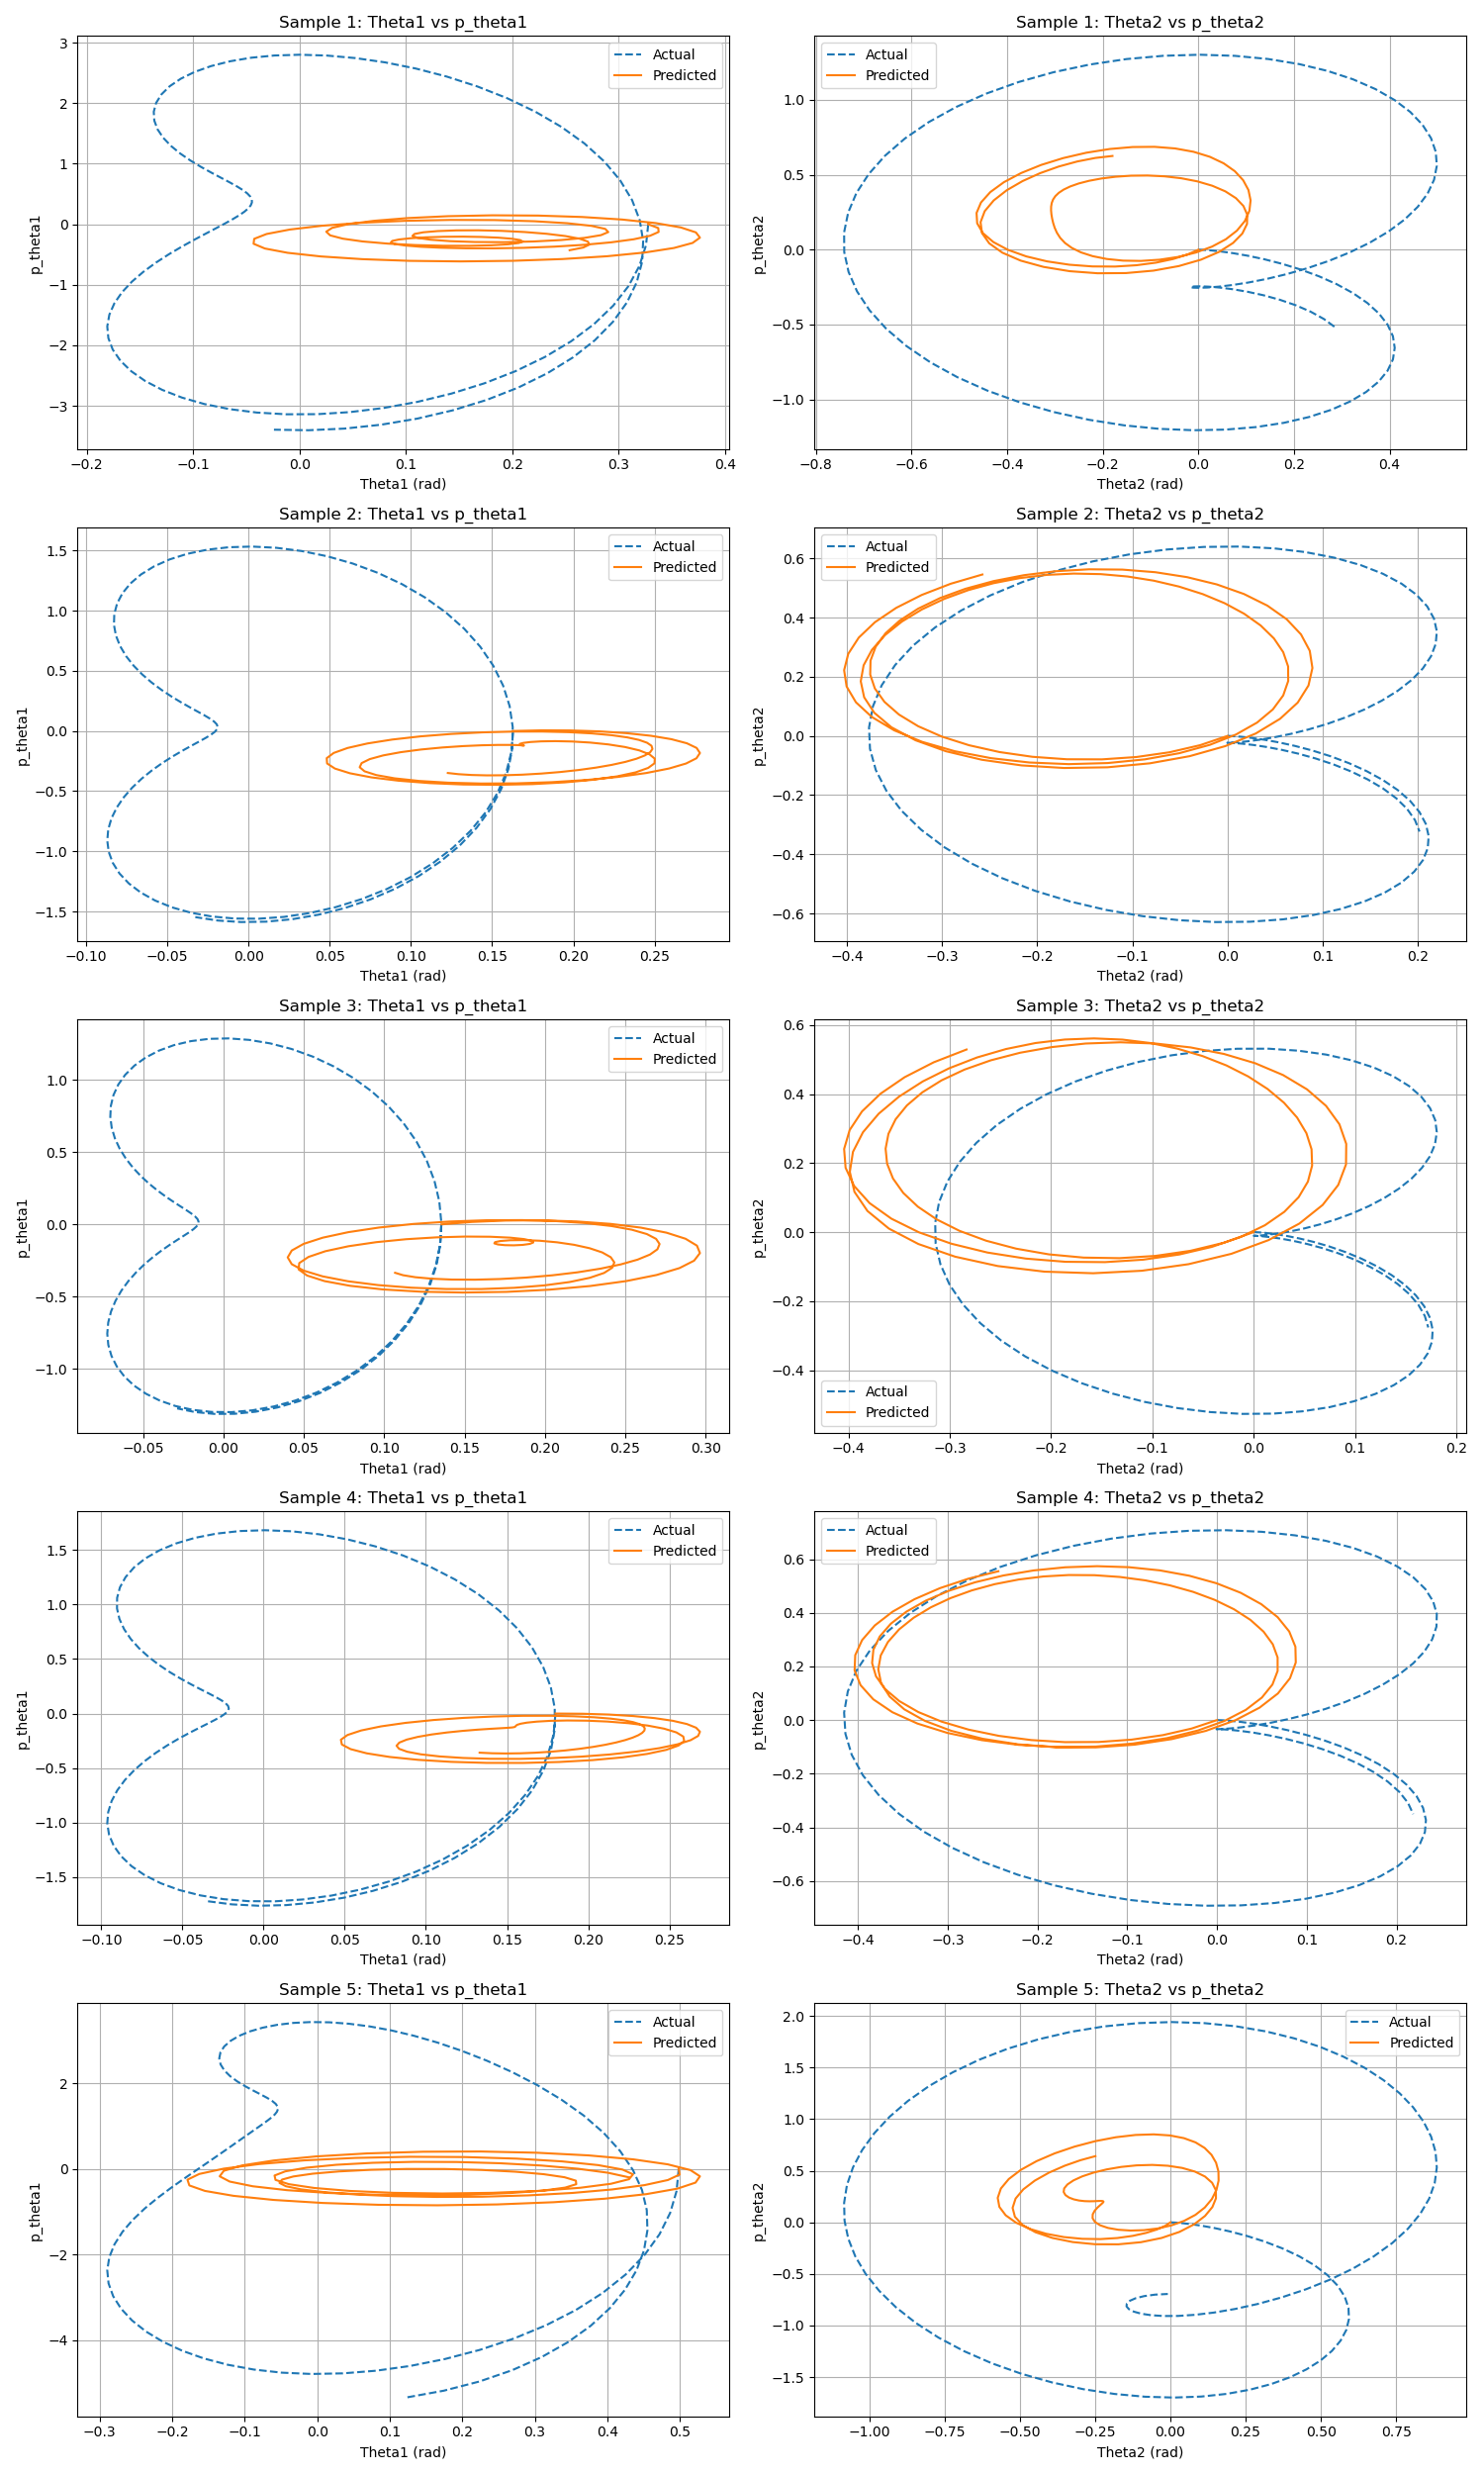 Sample 1: Theta1 vs p_theta1
p_theta1
3
2
1
0
−1
−2
−3
Actual
Predicted
−0.2 −0.1 0.0 0.1 0.2 0.3 0.4
Theta1 (rad)
Sample 1: Theta2 vs p_theta2
p_theta2
1.0
0.5
0.0
−0.5
−1.0
Actual
Predicted
−0.8 −0.6 −0.4 −0.2 0.0 0.2 0.4
Theta2 (rad)
Sample 2: Theta1 vs p_theta1
p_theta1
1.5
1.0
0.5
0.0
−0.5
−1.0
−1.5
Actual
Predicted
−0.10 −0.05 0.00 0.05 0.10 0.15 0.20 0.25
Theta1 (rad)
Sample 2: Theta2 vs p_theta2
p_theta2
0.6
0.4
0.2
0.0
−0.2
−0.4
−0.6
Actual
Predicted
−0.4 −0.3 −0.2 −0.1 0.0 0.1 0.2
Theta2 (rad)
Sample 3: Theta1 vs p_theta1
p_theta1
1.0
0.5
0.0
−0.5
−1.0
Actual
Predicted
−0.05 0.00 0.05 0.10 0.15 0.20 0.25 0.30
Theta1 (rad)
Sample 3: Theta2 vs p_theta2
p_theta2
0.6
0.4
0.2
0.0
−0.2
−0.4
Actual
Predicted
−0.4 −0.3 −0.2 −0.1 0.0 0.1 0.2
Theta2 (rad)
Sample 4: Theta1 vs p_theta1
p_theta1
1.5
1.0
0.5
0.0
−0.5
−1.0
−1.5
Actual
Predicted
−0.10 −0.05 0.00 0.05 0.10 0.15 0.20 0.25
Theta1 (rad)
Sample 4: Theta2 vs p_theta2
p_theta2
0.6
0.4
0.2
0.0
−0.2
−0.4
−0.6
Actual
Predicted
−0.4 −0.3 −0.2 −0.1 0.0 0.1 0.2
Theta2 (rad)
Sample 5: Theta1 vs p_theta1
p_theta1
2
0
−2
−4
Actual
Predicted
−0.3 −0.2 −0.1 0.0 0.1 0.2 0.3 0.4 0.5
Theta1 (rad)
Sample 5: Theta2 vs p_theta2
p_theta2
2.0
1.5
1.0
0.5
0.0
−0.5
−1.0
−1.5
Actual
Predicted
−1.00 −0.75 −0.50 −0.25 0.00 0.25 0.50 0.75
Theta2 (rad)